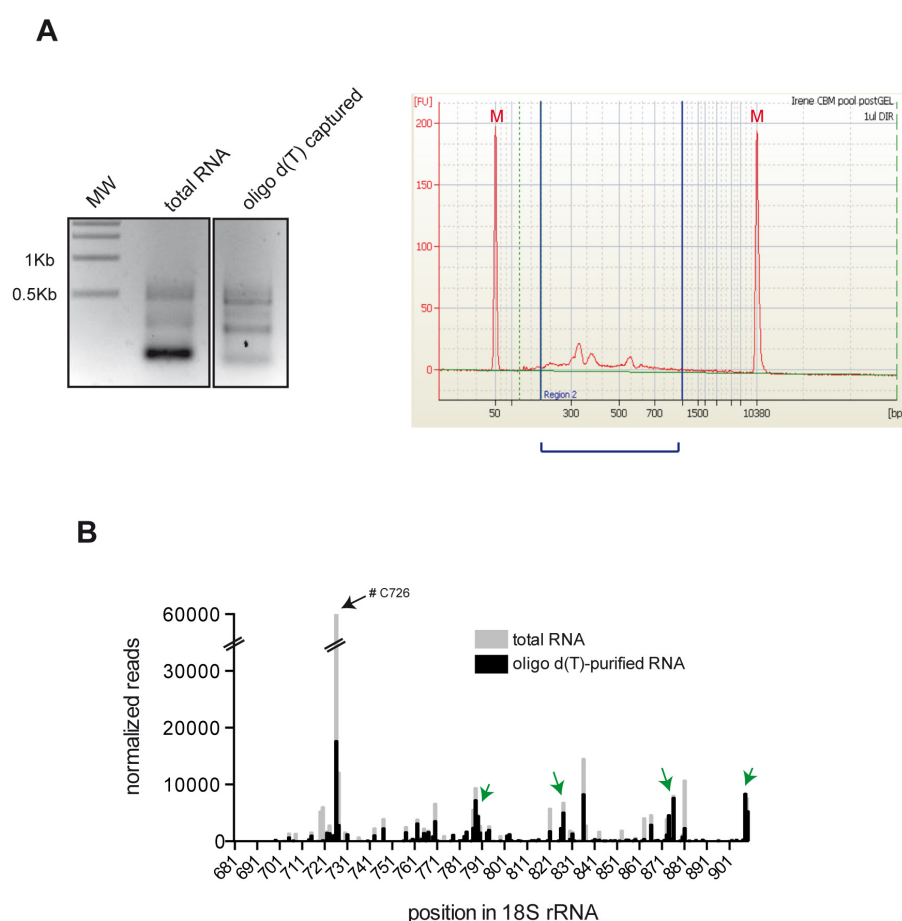 A
MW
total RNA
oligo d(T) captured
1Kb
0.5Kb
[FU]
Irene CBM pool postGEL
1ul DIR
M
M
200
150
100
50
0
Region 2
50
300
500
700
1500
10380
[bp
B
# C726
total RNA
oligo d(T)-purified RNA
normalized reads
60000
30000
20000
10000
0
681
691
701
711
721
731
741
751
761
771
781
791
801
811
821
831
841
851
861
871
881
891
901
position in 18S rRNA